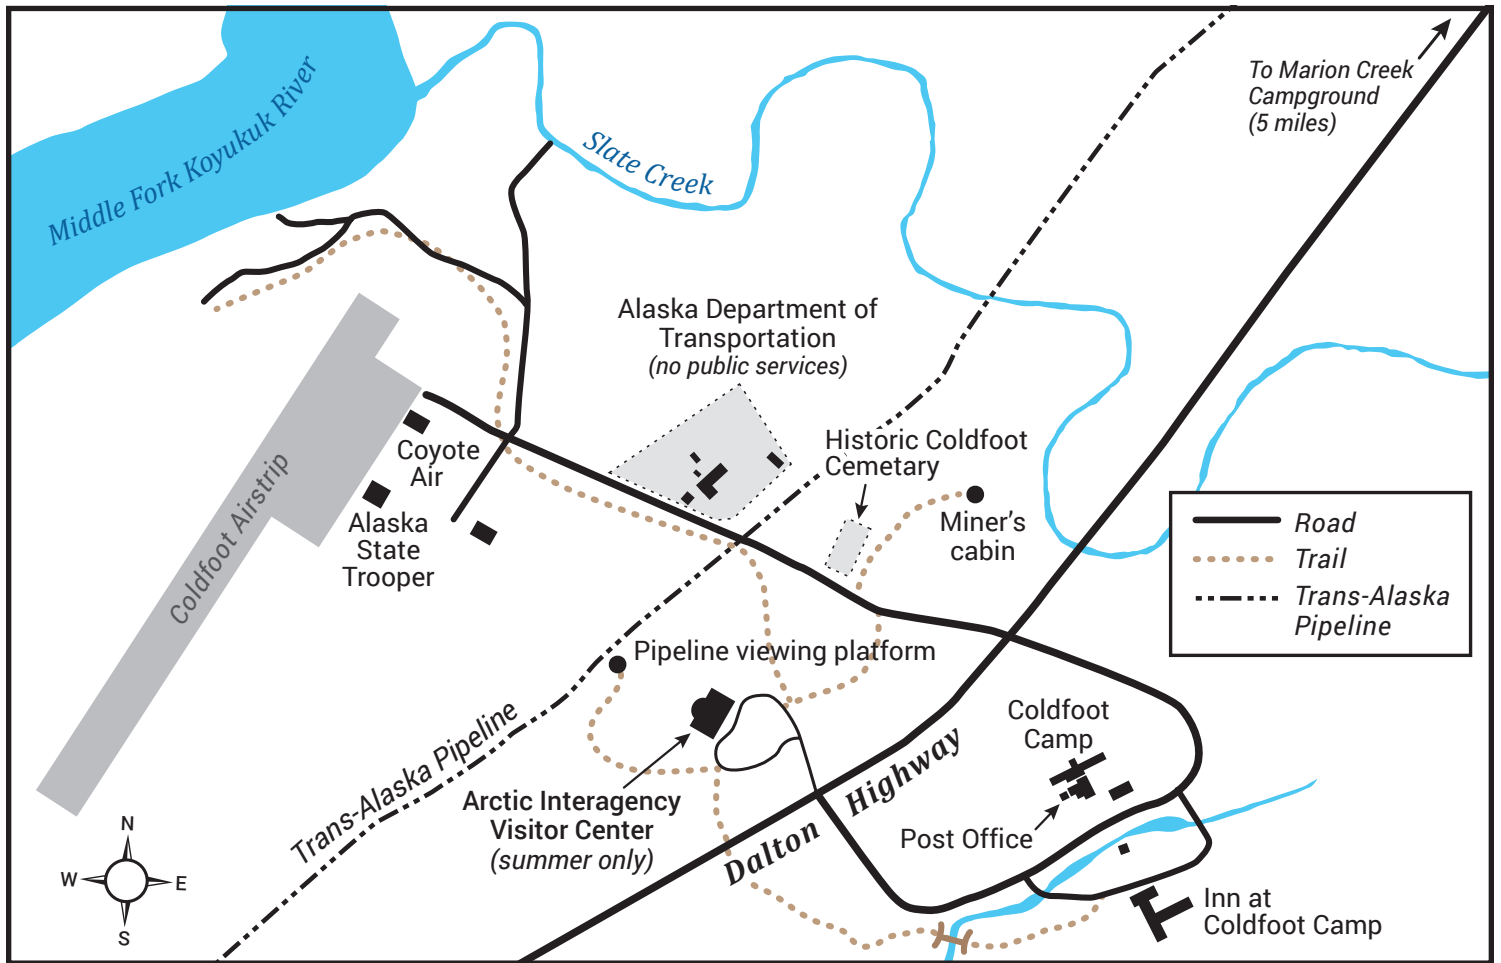 To Marion Creek
Campground
(5 miles)
Middle Fork Koyukuk River
Slate Creek
Alaska Department of
Transportation
(no public services)
Historic Coldfoot
Cemetary
Coyote
Air
Coldfoot Airstrip
Alaska
State
Trooper
Miner's
cabin
Road
Trail
Trans-Alaska
Pipeline
Pipeline viewing platform
Coldfoot
Camp
Trans-Alaska Pipeline
Dalton Highway
Arctic Interagency
Visitor Center
(summer only)
Post Office
Inn at
Coldfoot Camp
N
W
E
S